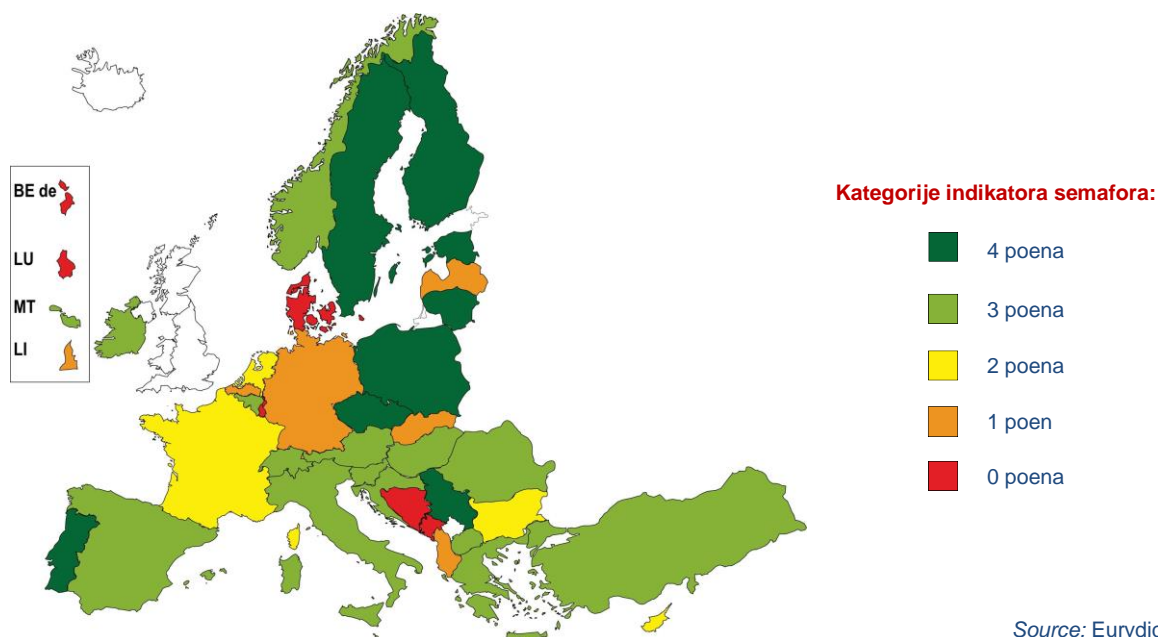 BE de
LU
MT
LI
Kategorije indikatora semafora:
4 poena
3 poena
2 poena
1 poen
0 poena
Source: Eurydic